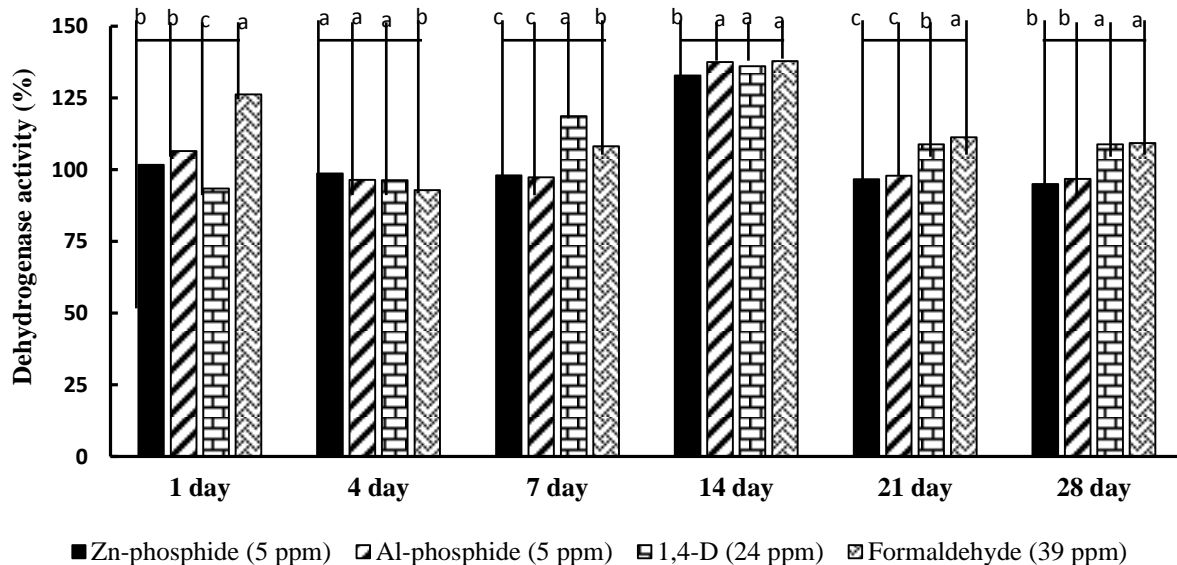 b b c a a a a b c c a b b a a a c c b a b b a a
150
125
100
75
50
25
0
Dehydrogenase activity (%)
1 day 4 day 7 day 14 day 21 day 28 day
Zn-phosphide (5 ppm) Al-phosphide (5 ppm) 1,4-D (24 ppm) Formaldehyde (39 ppm)